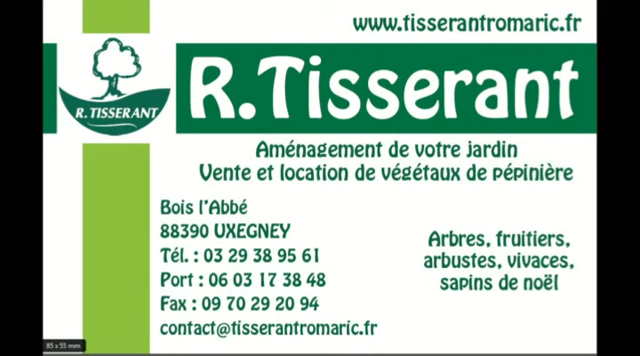 www.tisserantromaric.fr
R. TISSERANT
R.Tisserant
Aménagement de votre jardin
Vente et location de végétaux de pépinière
Bois l'Abbé
88390 UXEGNEY
Tél. : 03 29 38 95 61
Port : 06 03 17 38 48
Fax : 09 70 29 20 94
contact@tisserantromaric.fr
Arbres, fruitiers,
arbustes, vivaces,
sapins de noël
85 x 55 mm